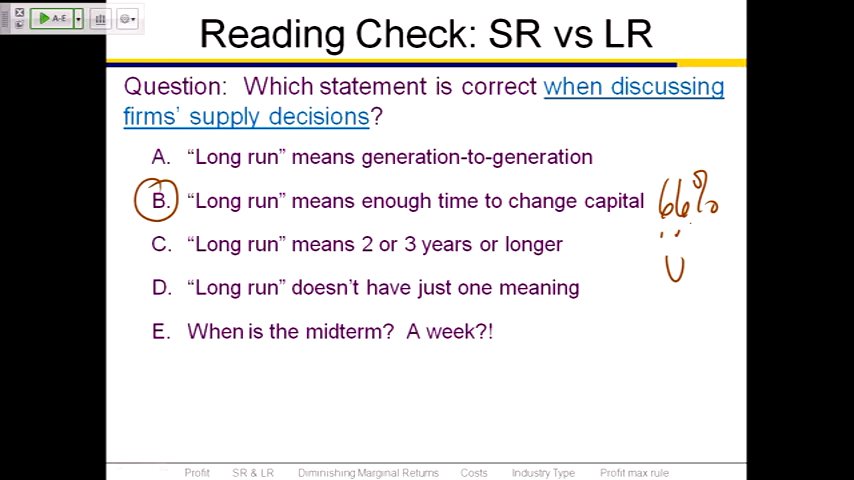 A-E
Reading Check: SR vs LR
Question: Which statement is correct when discussing
firms' supply decisions?
A. “Long run” means generation-to-generation
B. “Long run” means enough time to change capital 66%
C. “Long run” means 2 or 3 years or longer
D. “Long run” doesn’t have just one meaning
E. When is the midterm? A week?!
Profit SR & LR Diminishing Marginal Returns Costs Industry Type Profit max rule